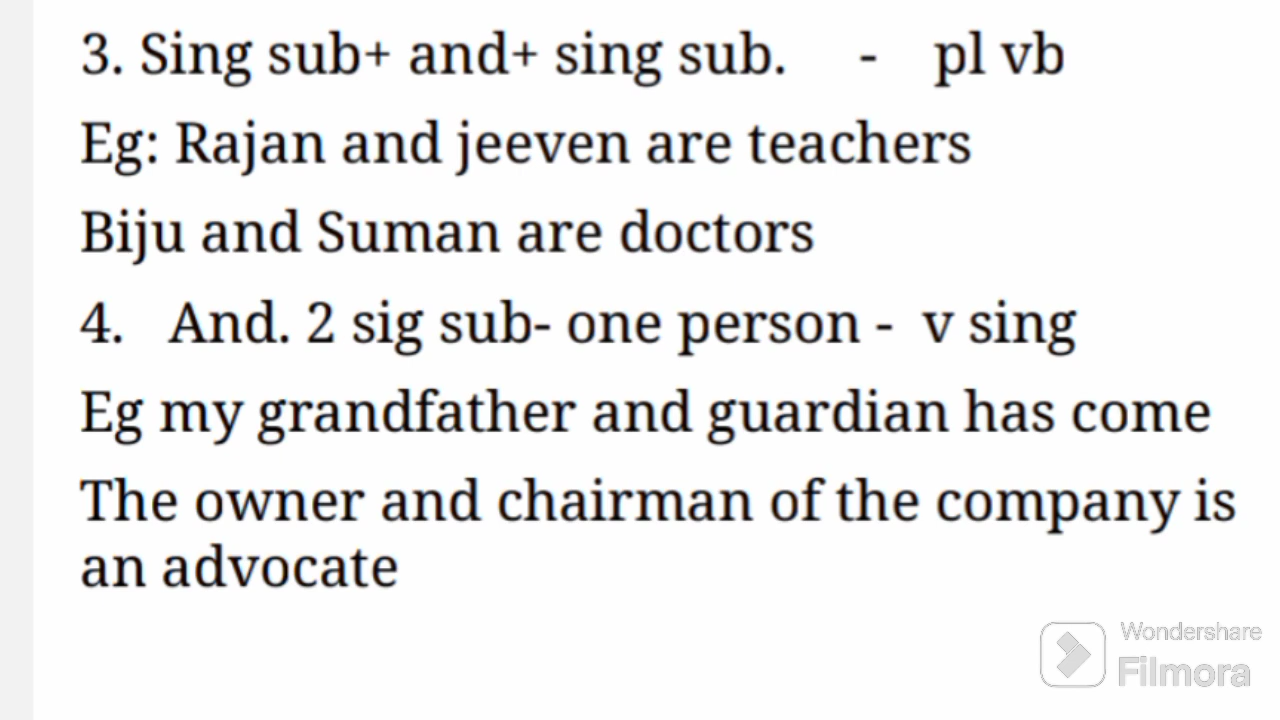 3. Sing sub+ and+ sing sub. - pl vb
Eg: Rajan and jeeven are teachers
Biju and Suman are doctors
4. And. 2 sig sub- one person - v sing
Eg my grandfather and guardian has come
The owner and chairman of the company is
an advocate
Wondershare
Filmora